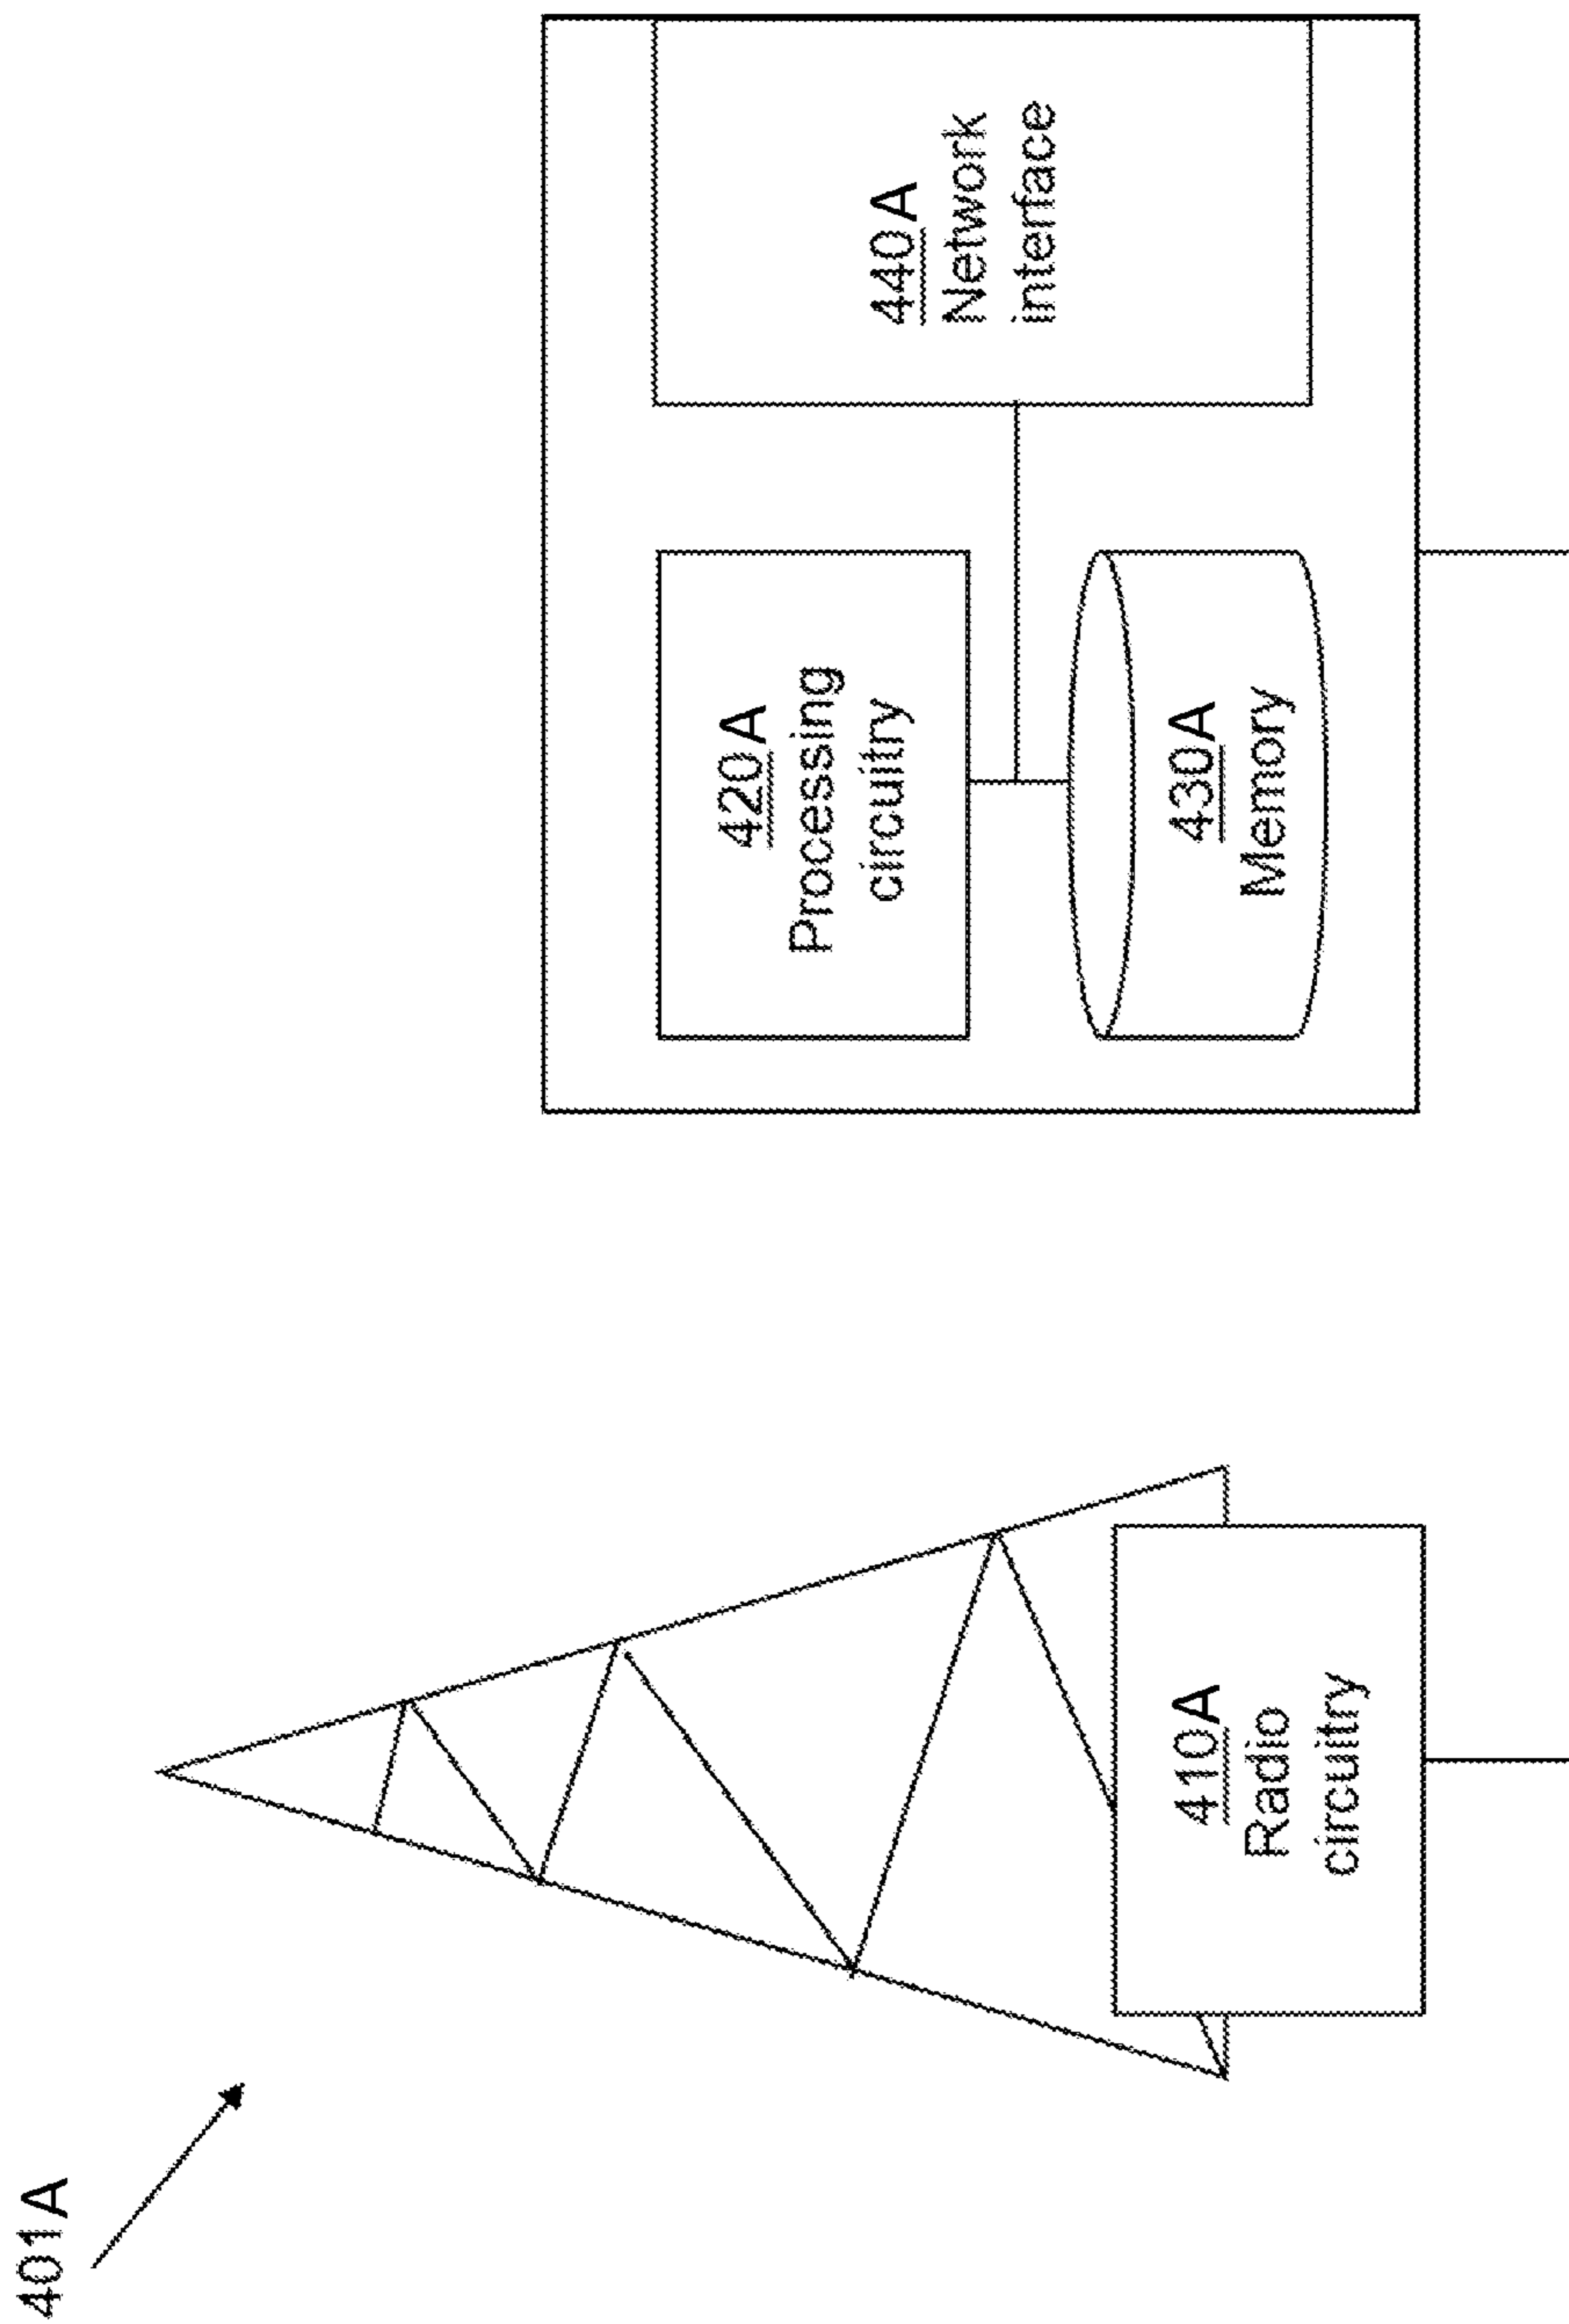 401A
410A
Radio
circuitry
420A
Processing
circuitry
430A
Memory
440A
Network
interface